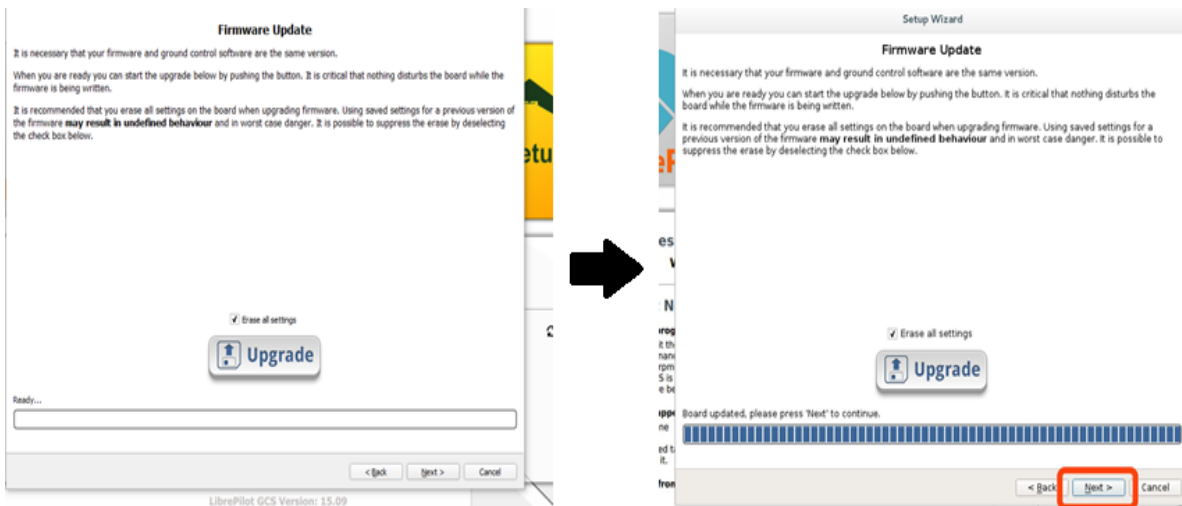 Firmware Update
It is necessary that your firmware and ground control software are the same version.
When you are ready you can start the upgrade below by pushing the button. It is critical that nothing disturbs the board while the
firmware is being written.
It is recommended that you erase all settings on the board when upgrading firmware. Using saved settings for a previous version of
the firmware may result in undefined behaviour and in worst case danger. It is possible to suppress the erase by deselecting
the check box below.
etu
Erase all settings
Upgrade
Ready...
< Back Next > Cancel
LibrePilot GCS Version: 15.09
Setup Wizard
Firmware Update
It is necessary that your firmware and ground control software are the same version.
When you are ready you can start the upgrade below by pushing the button. It is critical that nothing disturbs the
board while the firmware is being written.
It is recommended that you erase all settings on the board when upgrading firmware. Using saved settings for a
previous version of the firmware may result in undefined behaviour and in worst case danger. It is possible to
suppress the erase by deselecting the check box below.
Erase all settings
Upgrade
Board updated, please press 'Next' to continue.
< Back Next > Cancel